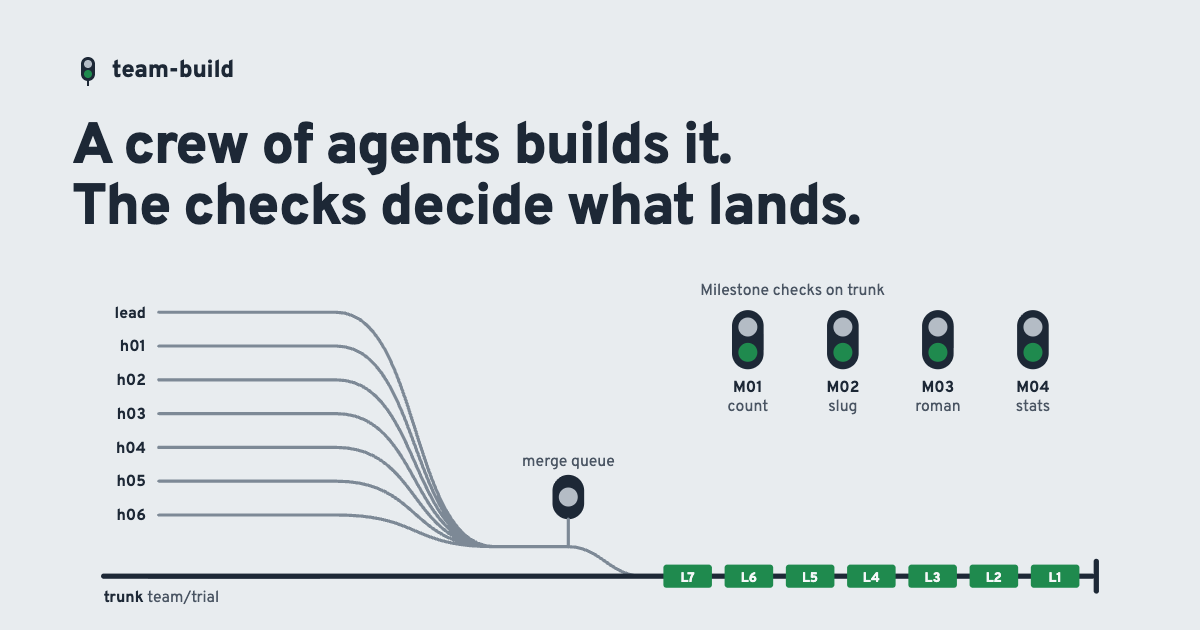 team-build
A crew of agents builds it.
The checks decide what lands.
Milestone checks on trunk
M01 M02 M03 M04
count slug roman stats
lead
h01
h02
h03
h04
h05
h06
merge queue
L7 L6 L5 L4 L3 L2 L1
trunk team/trial